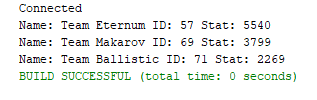 Connected
Name: Team Eternum ID: 57 Stat: 5540
Name: Team Makarov ID: 69 Stat: 3799
Name: Team Ballistic ID: 71 Stat: 2269
BUILD SUCCESSFUL (total time: 0 seconds)